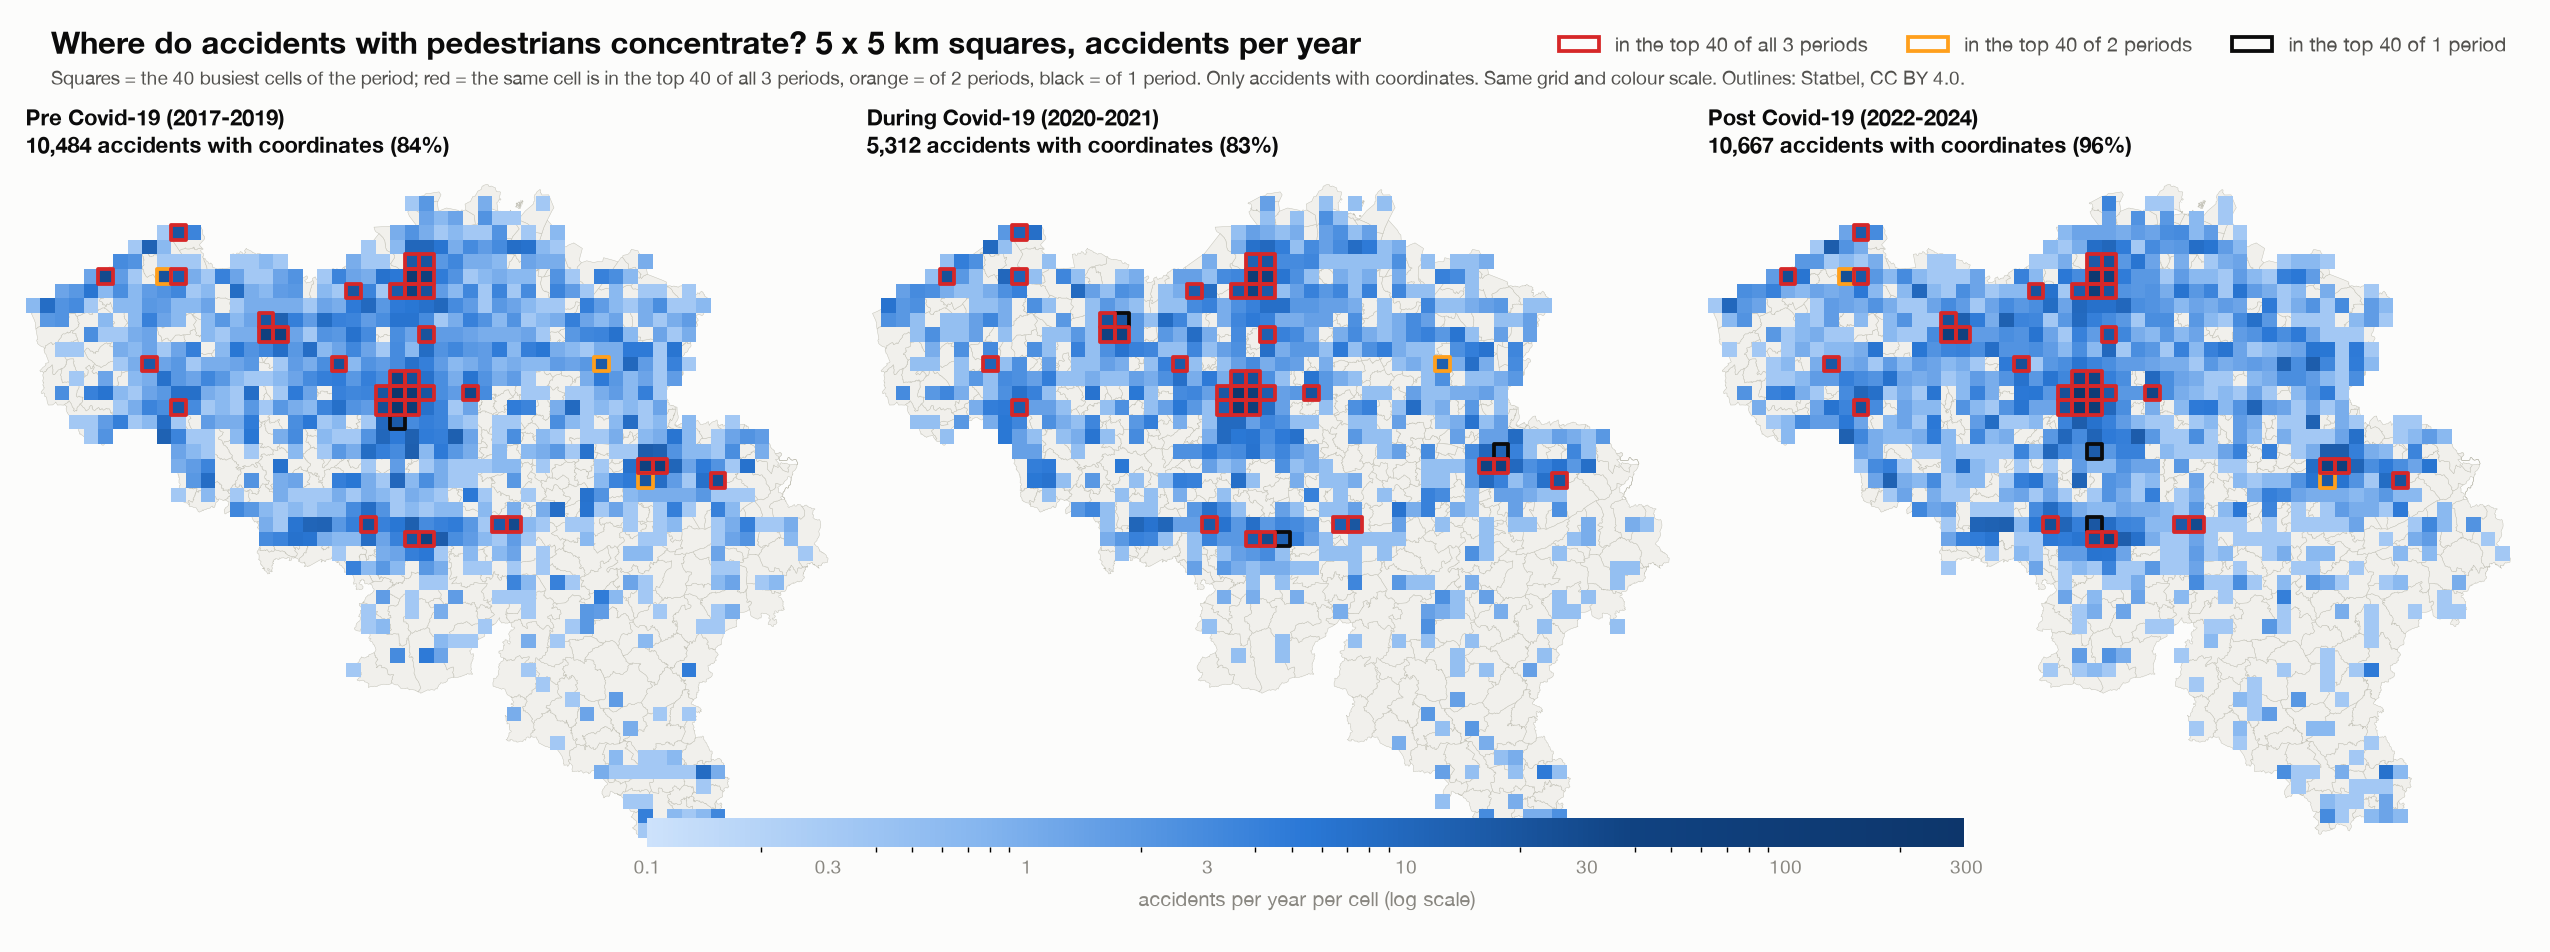 Where do accidents with pedestrians concentrate? 5 x 5 km squares, accidents per year
in the top 40 of all 3 periods
in the top 40 of 2 periods
in the top 40 of 1 period
Squares = the 40 busiest cells of the period; red = the same cell is in the top 40 of all 3 periods, orange = of 2 periods, black = of 1 period. Only accidents with coordinates. Same grid and colour scale. Outlines: Statbel, CC BY 4.0.
Pre Covid-19 (2017-2019)
10,484 accidents with coordinates (84%)
During Covid-19 (2020-2021)
5,312 accidents with coordinates (83%)
Post Covid-19 (2022-2024)
10,667 accidents with coordinates (96%)
0.1 0.3 1 3 10 30 100 300
accidents per year per cell (log scale)